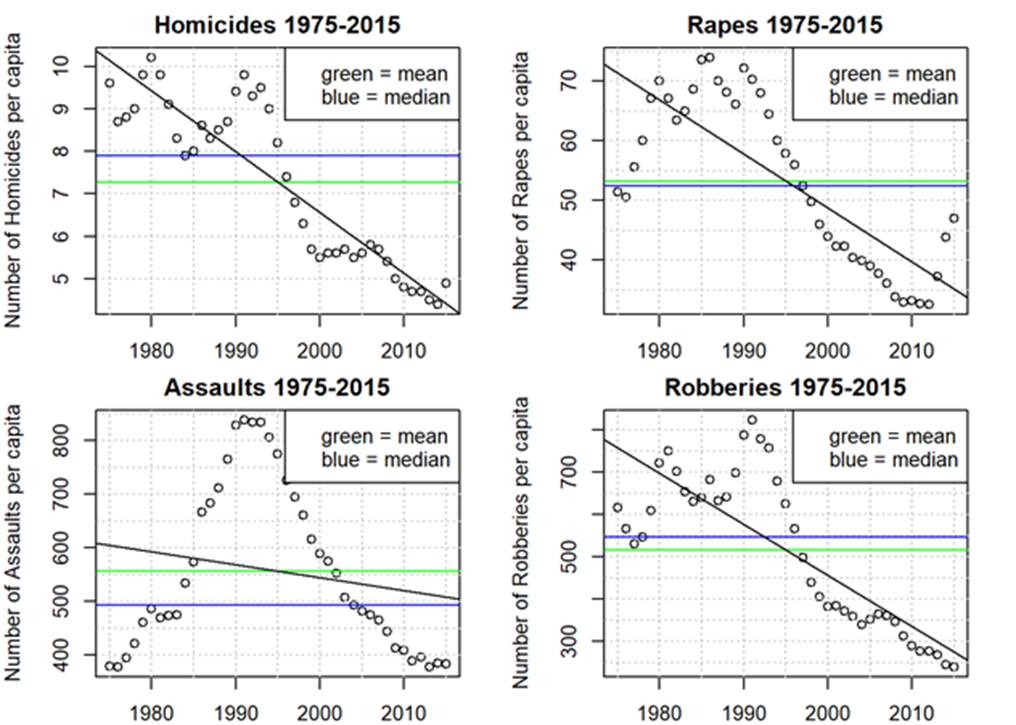 Homicides 1975-2015
Number of Homicides per capita
10
9
8
7
6
5
green = mean
blue = median
1980 1990 2000 2010
Rapes 1975-2015
Number of Rapes per capita
70
60
50
40
green = mean
blue = median
1980 1990 2000 2010
Assaults 1975-2015
Number of Assaults per capita
800
700
600
500
400
green = mean
blue = median
1980 1990 2000 2010
Robberies 1975-2015
Number of Robberies per capita
700
500
300
green = mean
blue = median
1980 1990 2000 2010